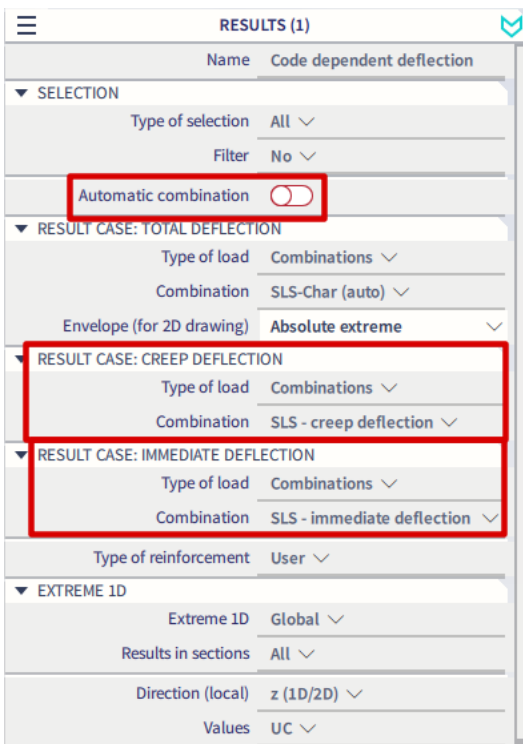 RESULTS (1)
Name Code dependent deflection
SELECTION
Type of selection All
Filter No
Automatic combination
RESULT CASE: TOTAL DEFLECTION
Type of load Combinations
Combination SLS-Char (auto)
Envelope (for 2D drawing) Absolute extreme
RESULT CASE: CREEP DEFLECTION
Type of load Combinations
Combination SLS - creep deflection
RESULT CASE: IMMEDIATE DEFLECTION
Type of load Combinations
Combination SLS - immediate deflection
Type of reinforcement User
EXTREME 1D
Extreme 1D Global
Results in sections All
Direction (local) z (1D/2D)
Values UC